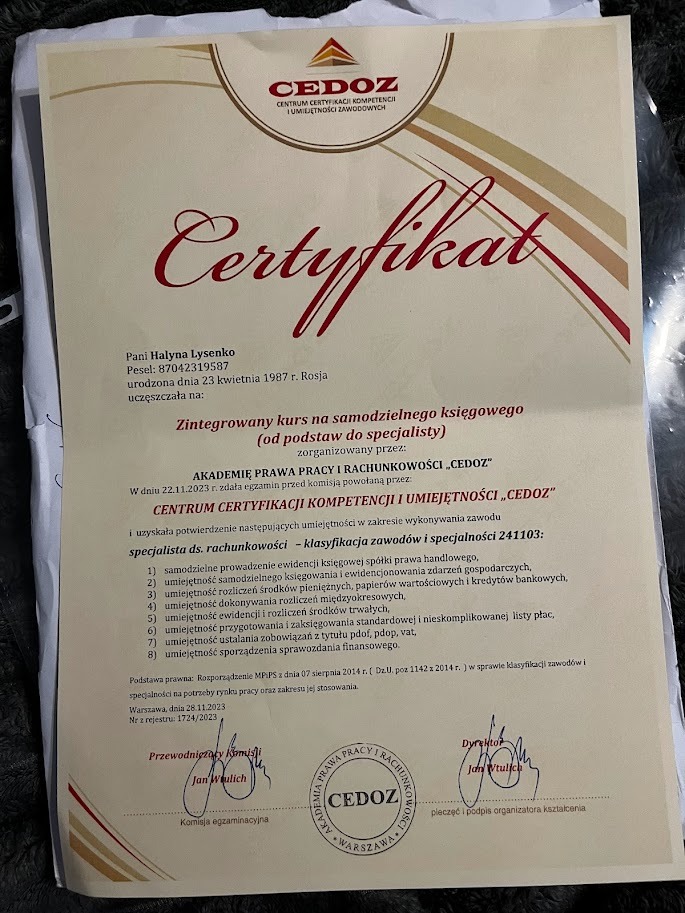 CEDOZ
CENTRUM CERTYFIKACJI KOMPETENCJI
I UMIEJĘTNOŚCI ZAWODOWYCH
Certyfikat
Pani Halyna Lysenko
Pesel: 87042319587
urodzona dnia 23 kwietnia 1987 r. Rosja
uczęszczała na:
Zintegrowany kurs na samodzielnego księgowego
(od podstaw do specjalisty)
zorganizowany przez:
AKADEMIĘ PRAWA PRACY I RACHUNKOWOŚCI „CEDOZ”
W dniu 22.11.2023 r. zdała egzamin przed komisją powołaną przez:
CENTRUM CERTYFIKACJI KOMPETENCJI I UMIEJĘTNOŚCI „CEDOZ”
i uzyskała potwierdzenie następujących umiejętności w zakresie wykonywania zawodu
specjalista ds. rachunkowości – klasyfikacja zawodów i specjalności 241103:
1) samodzielne prowadzenie ewidencji księgowej spółki prawa handlowego,
2) umiejętność samodzielnego księgowania i ewidencjonowania zdarzeń gospodarczych,
3) umiejętność rozliczeń środków pieniężnych, papierów wartościowych i kredytów bankowych,
4) umiejętność dokonywania rozliczeń międzyokresowych,
5) umiejętność ewidencji i rozliczeń środków trwałych,
6) umiejętność przygotowania i zaksięgowania standardowej i nieskomplikowanej listy płac,
7) umiejętność ustalania zobowiązań z tytułu pdof, pdop, vat,
8) umiejętność sporządzenia sprawozdania finansowego.
Podstawa prawna: Rozporządzenie MPiPS z dnia 07 sierpnia 2014 r. ( Dz.U. poz 1142 z 2014 r. ) w sprawie klasyfikacji zawodów i
specjalności na potrzeby rynku pracy oraz zakresu jej stosowania.
Warszawa, dnia 28.11.2023
Nr z rejestru: 1724/2023
Przewodniczący Komisji
Jan Wtulich
Komisja egzaminacyjna
AKADEMIA PRAWA PRACY I RACHUNKOWOŚCI
CEDOZ
• WARSZAWA •
Dyrektor
Jan Wtulich
pieczęć i podpis organizatora kształcenia